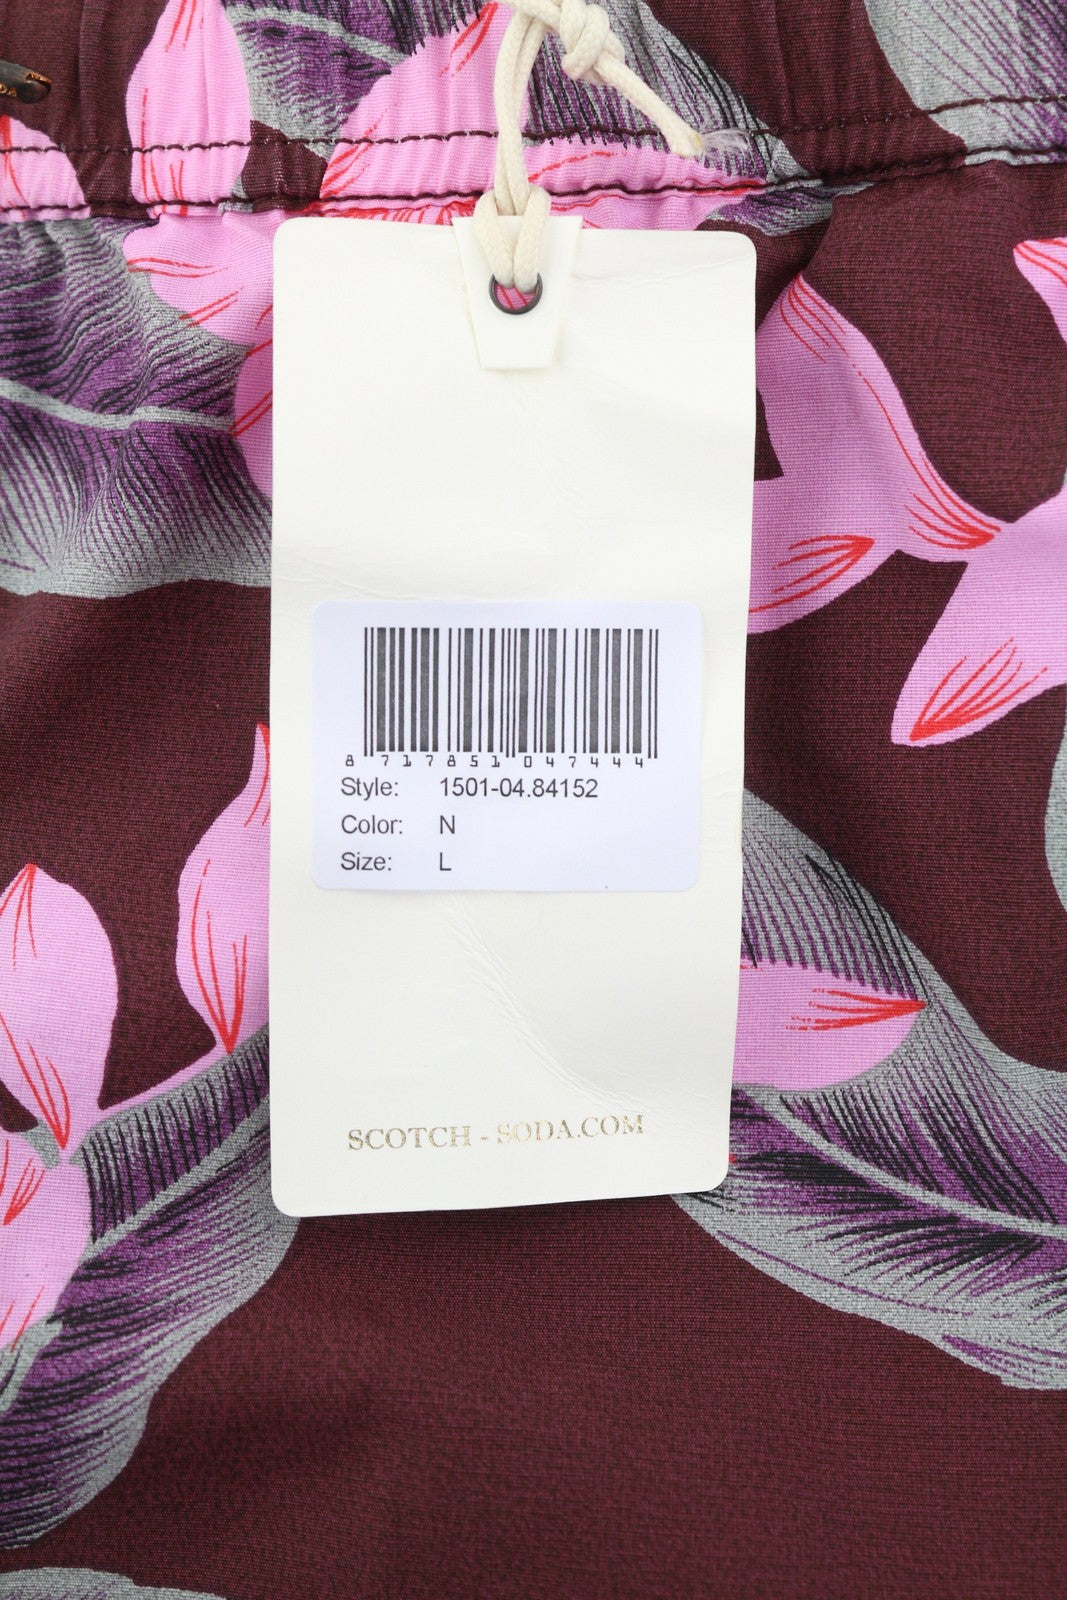 8 717851 047444
Style: 1501-04.84152
Color: N
Size: L
SCOTCH - SODA.COM